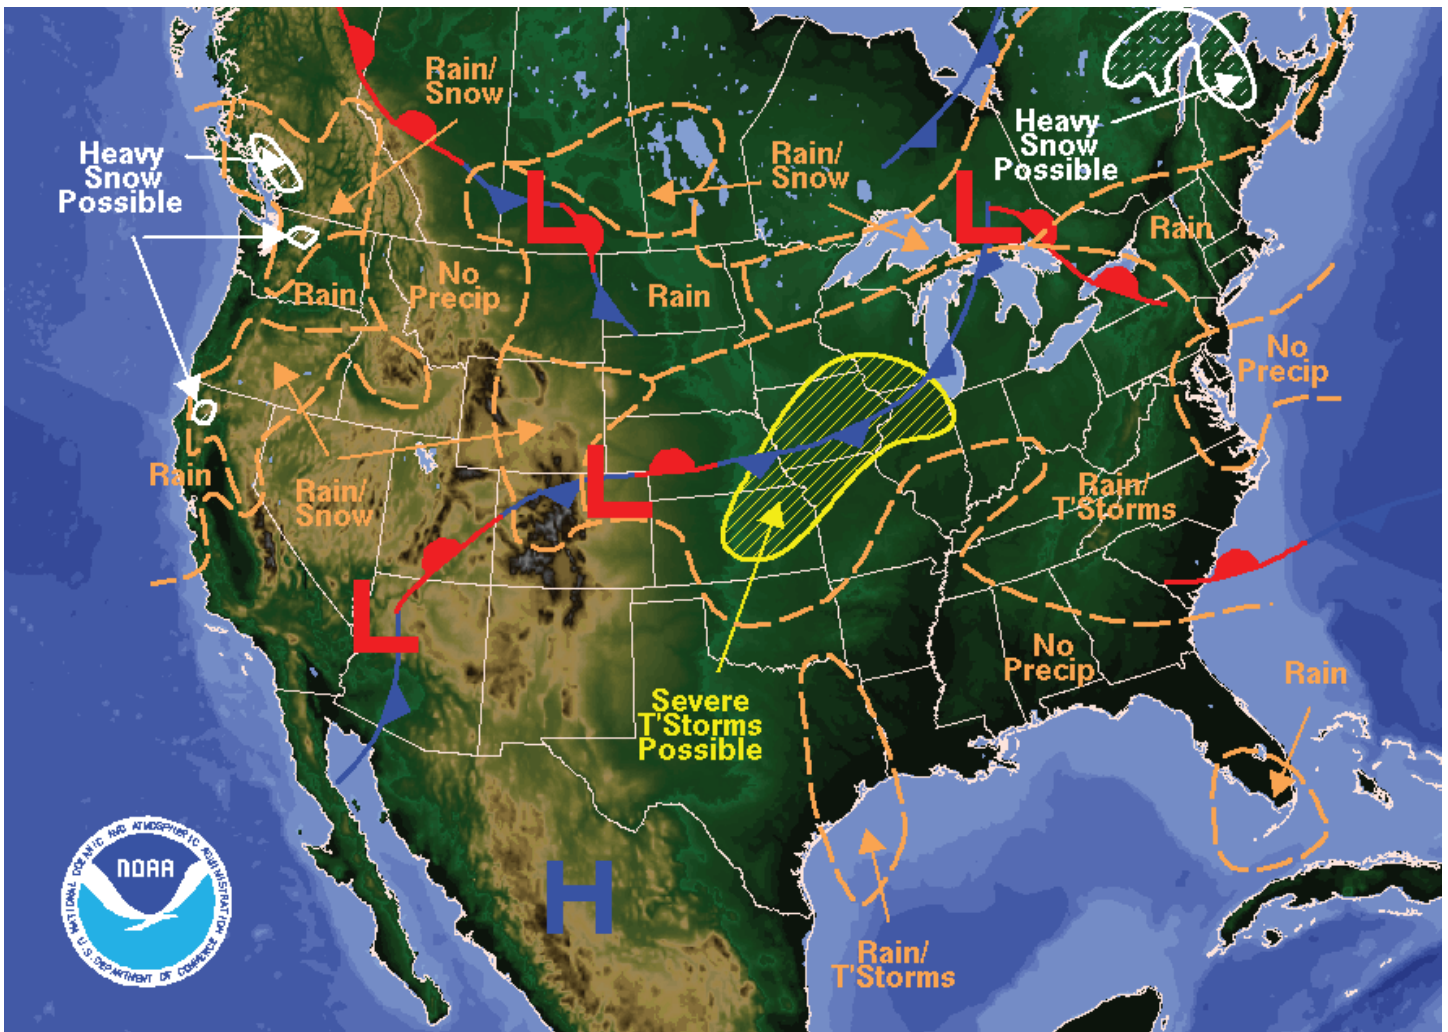 Rain/
Snow
Heavy
Snow
Possible
Heavy
Snow
Possible
Rain/
Snow
L
L
Rain
No
Precip
Rain
Rain
No
Precip
Rain
Rain/
Snow
L
Rain/
T'Storms
L
No
Precip
Rain
Severe
T'Storms
Possible
H
Rain/
T'Storms
NOAA
NATIONAL OCEANIC AND ATMOSPHERIC ADMINISTRATION
U.S. DEPARTMENT OF COMMERCE